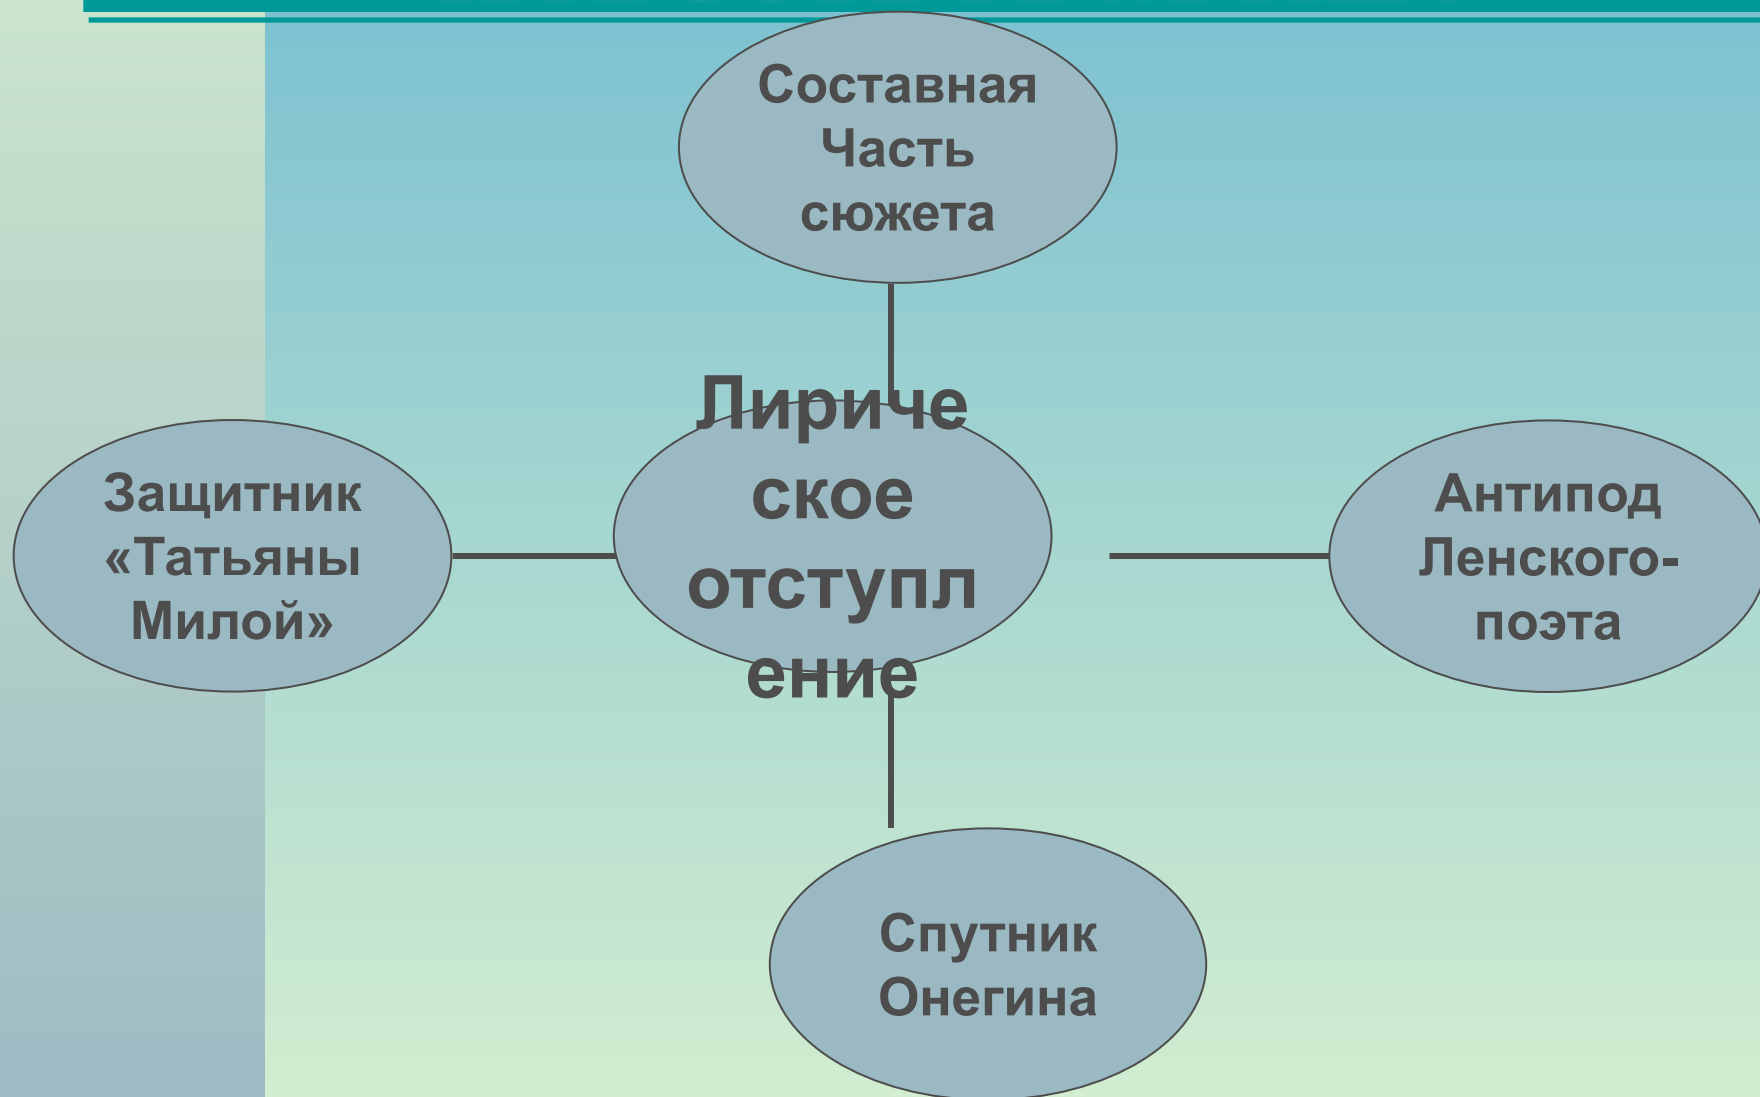 Составная
Часть
сюжета
Лириче
ское
отступл
ение
Защитник
«Татьяны
Милой»
Антипод
Ленского-
поэта
Спутник
Онегина